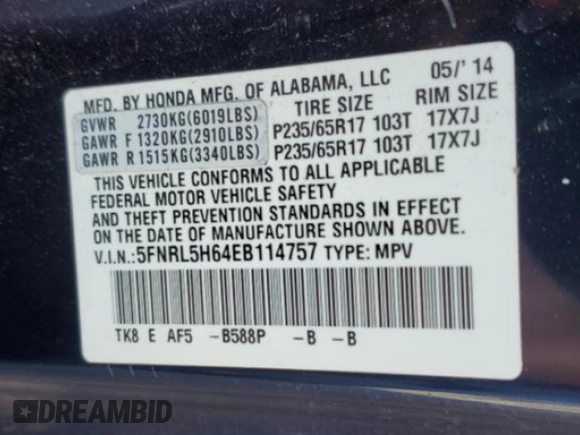 MFD. BY HONDA MFG. OF ALABAMA, LLC 05/' 14
GVWR 2730KG(6019LBS) TIRE SIZE RIM SIZE
GAWR F 1320KG(2910LBS) P235/65R17 103T 17X7J
GAWR R 1515KG(3340LBS) P235/65R17 103T 17X7J
THIS VEHICLE CONFORMS TO ALL APPLICABLE
FEDERAL MOTOR VEHICLE SAFETY
AND THEFT PREVENTION STANDARDS IN EFFECT
ON THE DATE OF MANUFACTURE SHOWN ABOVE.
V.I.N.:5FNRL5H64EB114757 TYPE: MPV
TK8 E AF5 -B588P -B -B
DREAMBID